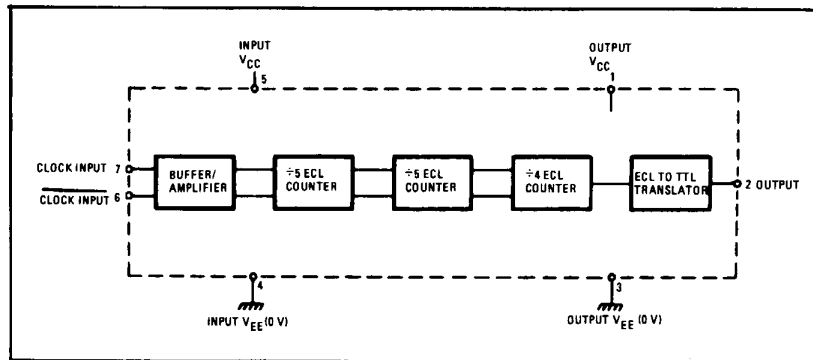 INPUT
VCC
5
OUTPUT
VCC
1
CLOCK INPUT 7
CLOCK INPUT 6
BUFFER/
AMPLIFIER
÷5 ECL
COUNTER
÷5 ECL
COUNTER
÷4 ECL
COUNTER
ECL TO TTL
TRANSLATOR
2 OUTPUT
4
INPUT VEE (0 V)
3
OUTPUT VEE (0 V)